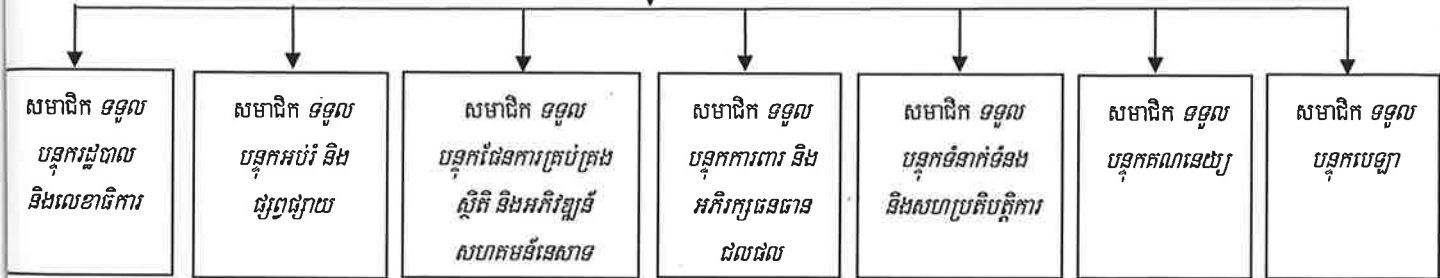 សមាជិក ទទួល
បន្ទុករដ្ឋបាល
និងលេខាធិការ
សមាជិក ទទួល
បន្ទុកអប់រំ និង
ផ្សព្វផ្សាយ
សមាជិក ទទួល
បន្ទុកផែនការគ្រប់គ្រង
ស្ថិតិ និងអភិវឌ្ឍន៍
សហគមន៍នេសាទ
សមាជិក ទទួល
បន្ទុកការពារ និង
អភិរក្សធនធាន
ជលផល
សមាជិក ទទួល
បន្ទុកទំនាក់ទំនង
និងសហប្រតិបត្តិការ
សមាជិក ទទួល
បន្ទុកគណនេយ្យ
សមាជិក ទទួល
បន្ទុកបេឡា